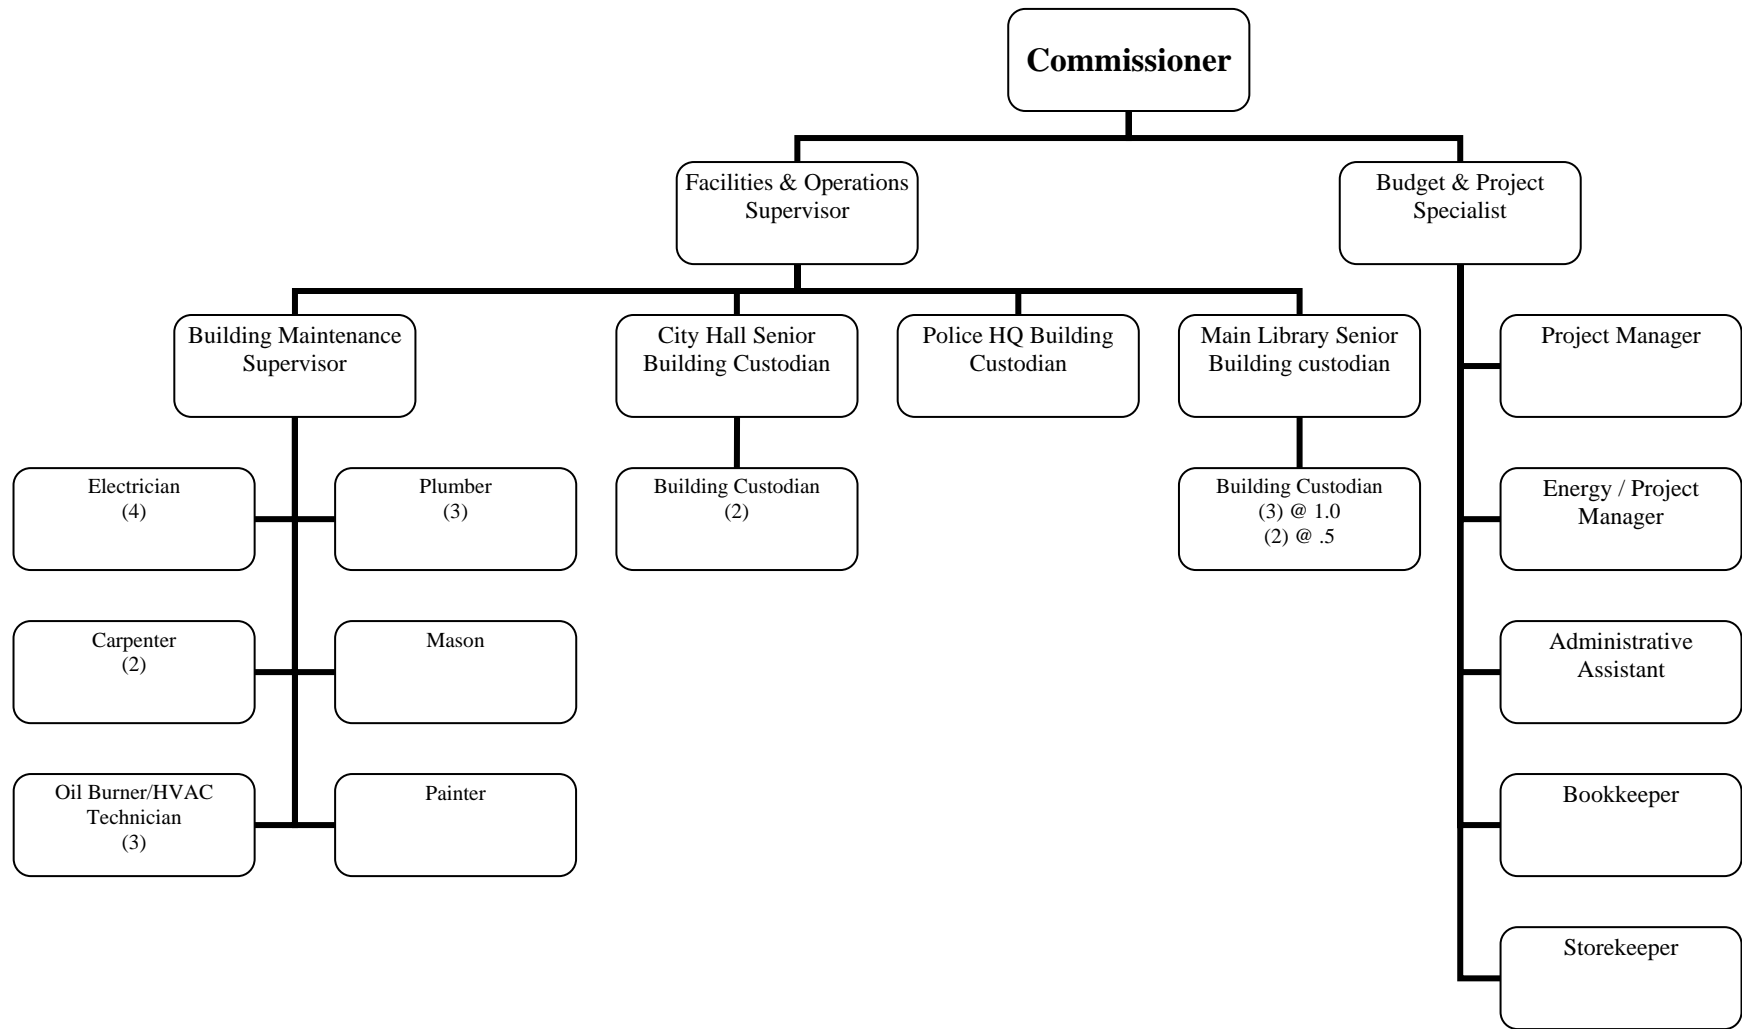 Commissioner
Facilities & Operations
Supervisor
Budget & Project
Specialist
Building Maintenance
Supervisor
City Hall Senior
Building Custodian
Police HQ Building
Custodian
Main Library Senior
Building custodian
Project Manager
Electrician
(4)
Plumber
(3)
Building Custodian
(2)
Building Custodian
(3) @ 1.0
(2) @ .5
Energy / Project
Manager
Carpenter
(2)
Mason
Administrative
Assistant
Oil Burner/HVAC
Technician
(3)
Painter
Bookkeeper
Storekeeper